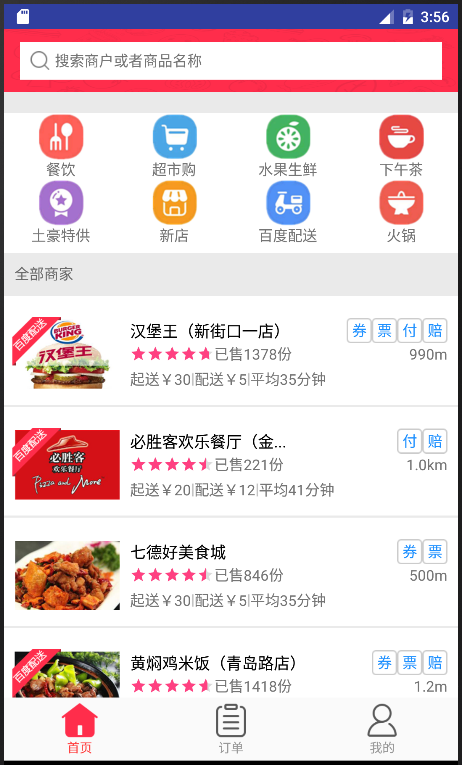 3:56
搜索商户或者商品名称
餐饮 超市购 水果生鲜 下午茶
土豪特供 新店 百度配送 火锅
全部商家
百度配送
BURGER KING
汉堡王
汉堡王（新街口一店） 券 票 付 赔
已售1378份 990m
起送￥30|配送￥5|平均35分钟
百度配送
必胜客
欢乐餐厅
Pizza and More
必胜客欢乐餐厅（金... 付 赔
已售221份 1.0km
起送￥20|配送￥12|平均41分钟
七德好美食城 券 票
已售846份 500m
起送￥30|配送￥5|平均35分钟
百度配送
黄焖鸡米饭（青岛路店） 券 票 赔
已售1418份 1.2m
首页 订单 我的